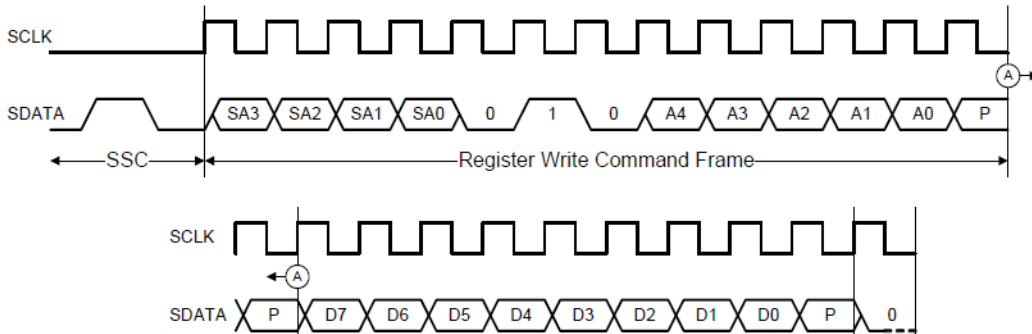 SCLK
A
SDATA SA3 SA2 SA1 SA0 0 1 0 A4 A3 A2 A1 A0 P
SSC Register Write Command Frame
SCLK
A
SDATA P D7 D6 D5 D4 D3 D2 D1 D0 P 0